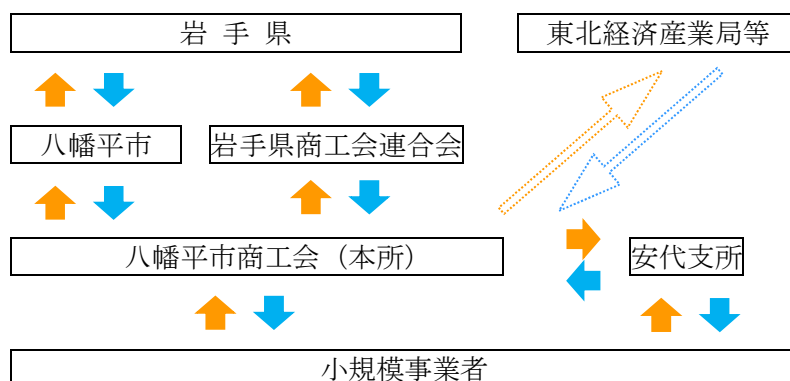 岩 手 県
東北経済産業局等
八幡平市
岩手県商工会連合会
八幡平市商工会（本所）
安代支所
小規模事業者